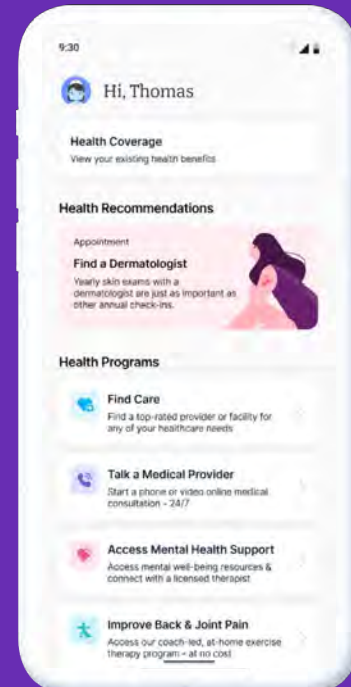 9:30
Hi, Thomas
Health Coverage
View your existing health benefits
Health Recommendations
Appointment
Find a Dermatologist
Yearly skin exams with a
dermatologist are just as important as
other annual check-ins.
Health Programs
Find Care
Find a top-rated provider or facility for
any of your healthcare needs
Talk a Medical Provider
Start a phone or video online medical
consultation - 24/7
Access Mental Health Support
Access mental well-being resources &
connect with a licensed therapist
Improve Back & Joint Pain
Access our coach-led, at-home exercise
therapy program - at no cost